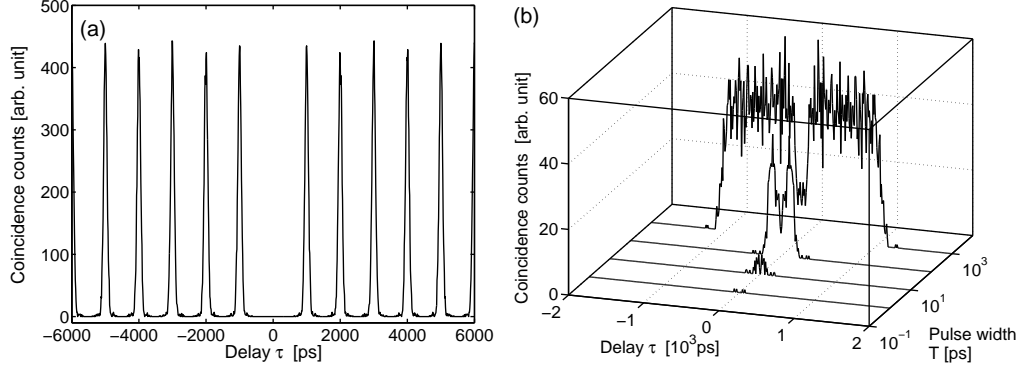 (a)
500
400
300
200
100
0
−6000 −4000 −2000 0 2000 4000 6000
Delay τ [ps]
Coincidence counts [arb. unit]
(b)
60
40
20
0
−2 −1 0 1 2
Delay τ [10³ps]
Coincidence counts [arb. unit]
10⁻¹ 10¹ 10³
Pulse width
T [ps]